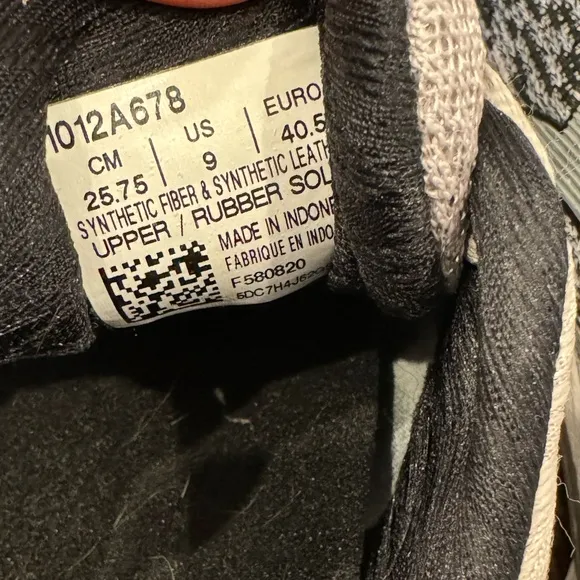 1012A678
CM | US | EURO
25.75 | 9 | 40.5
SYNTHETIC FIBER & SYNTHETIC LEATH
UPPER / RUBBER SOL
MADE IN INDONE
FABRIQUE EN INDO
F580820